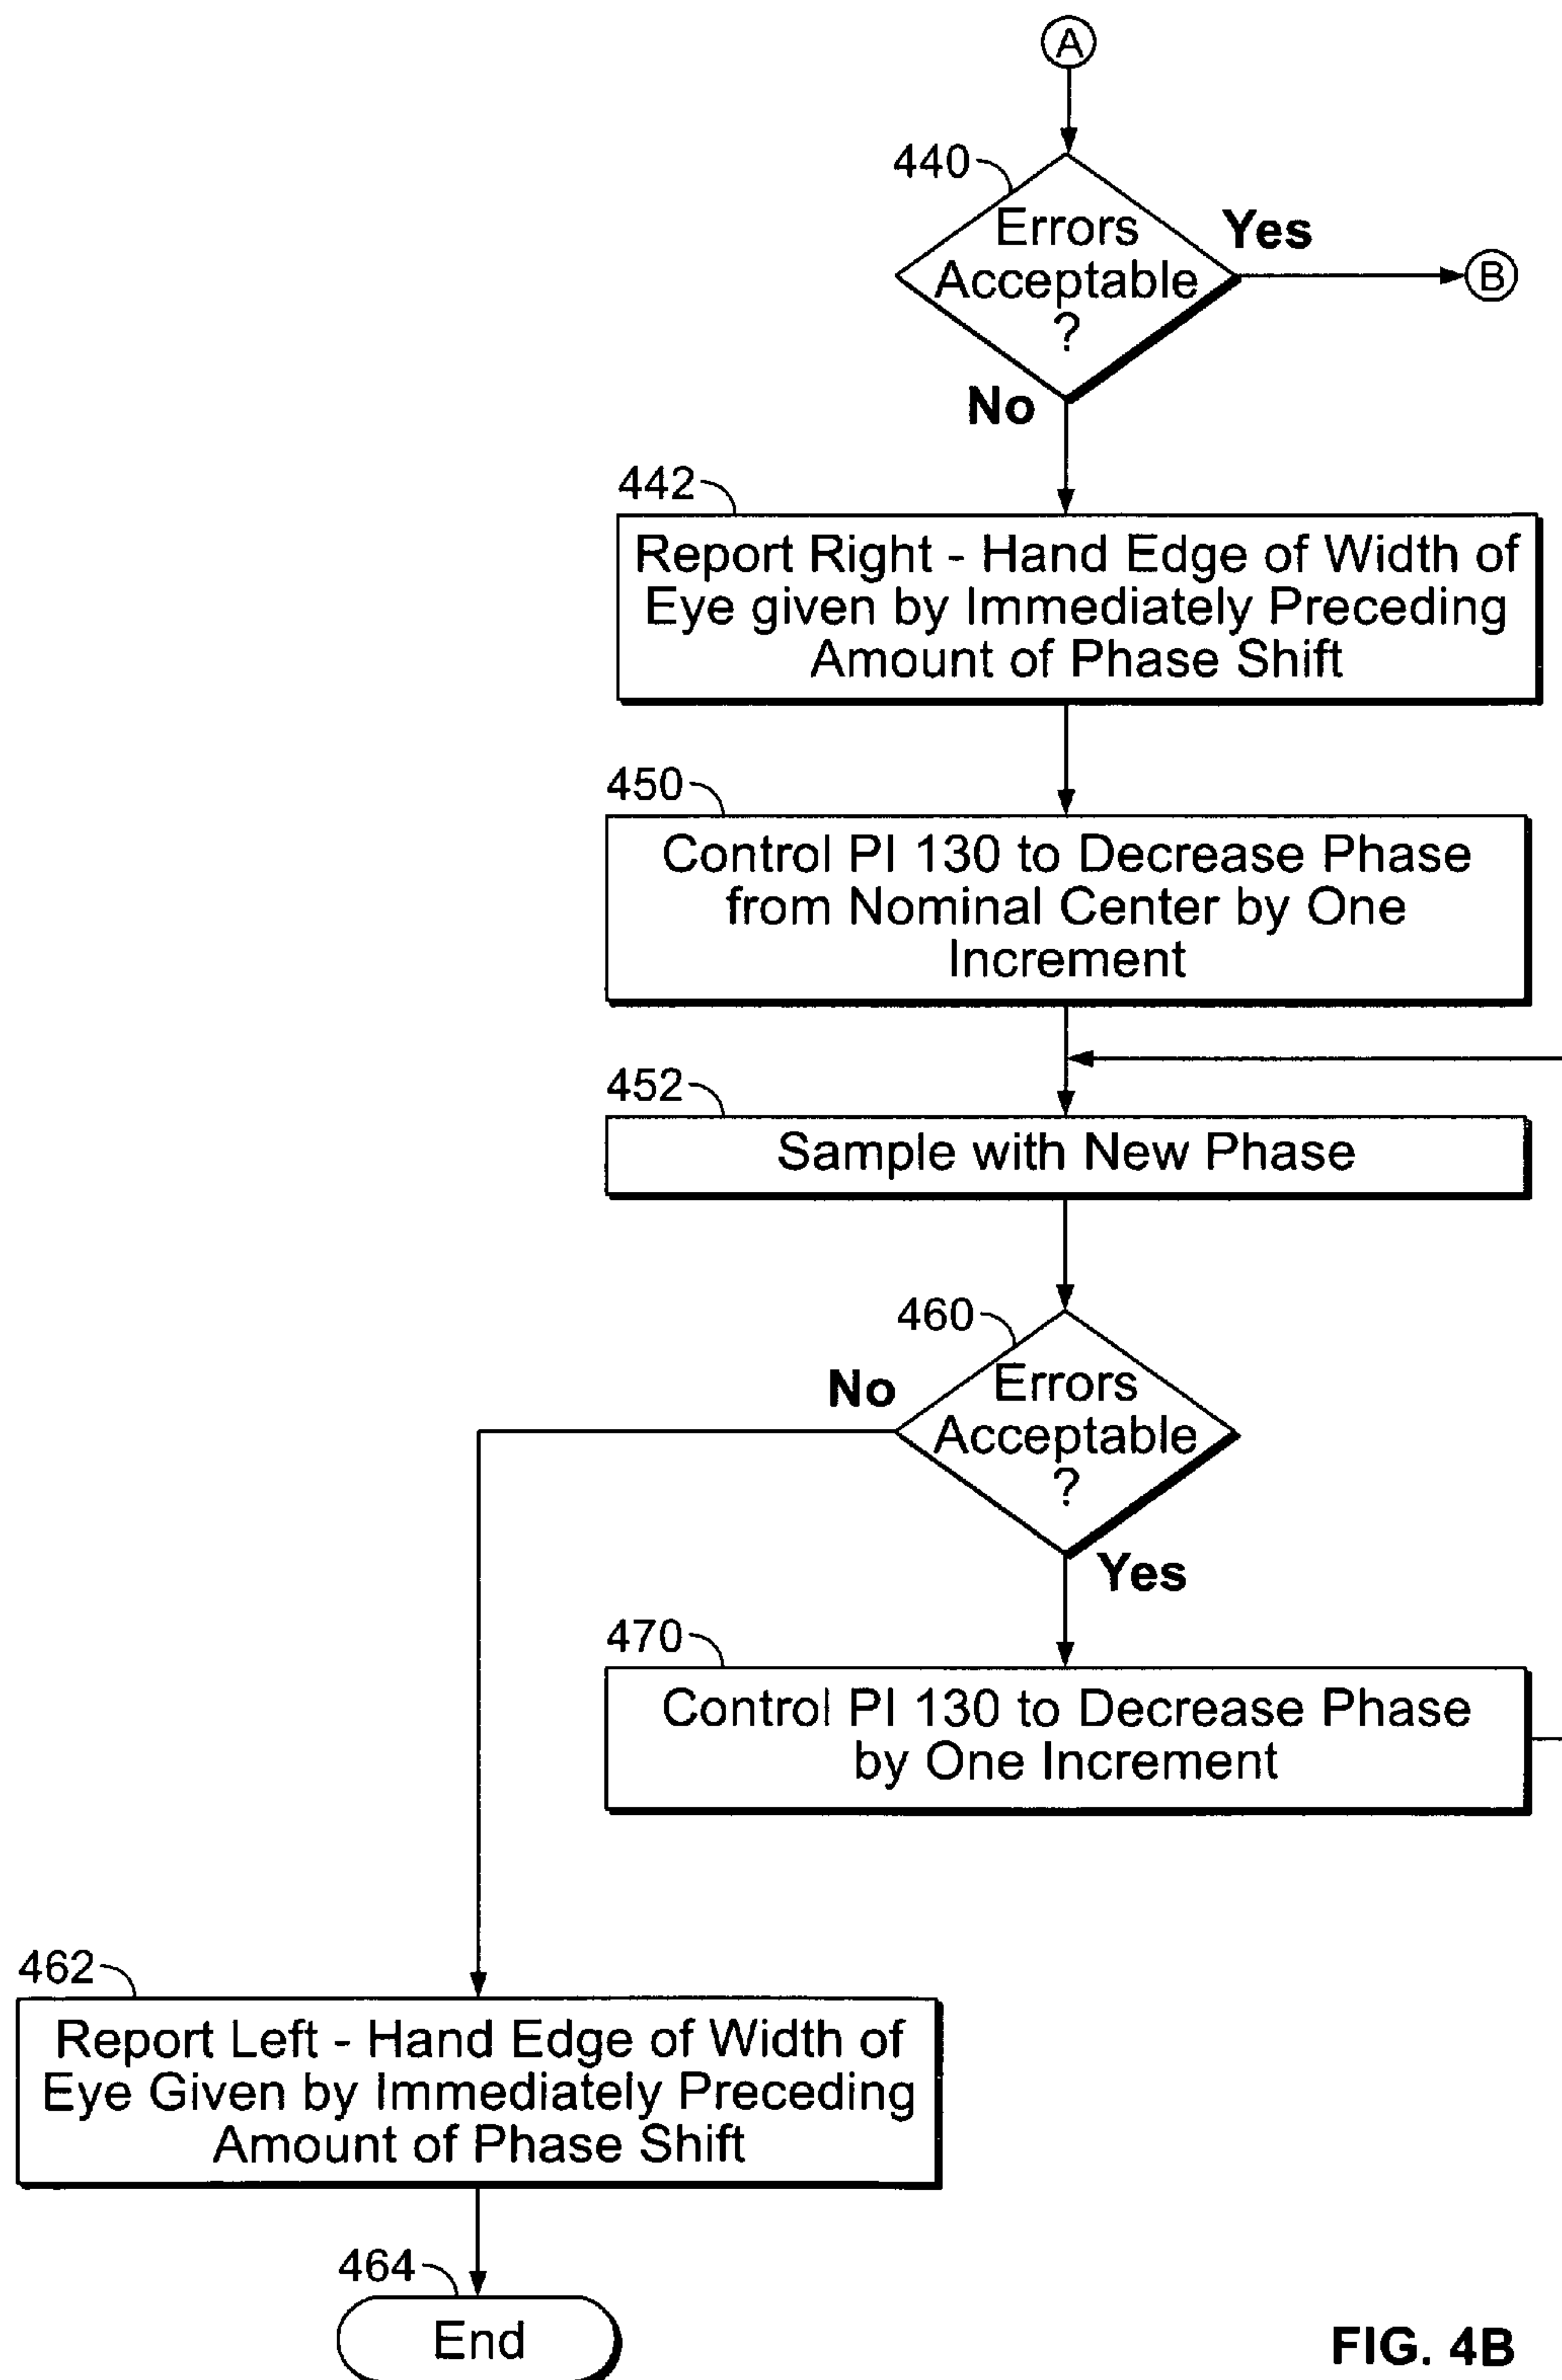 A
440
Errors
Acceptable
?
Yes
B
No
442
Report Right - Hand Edge of Width of
Eye given by Immediately Preceding
Amount of Phase Shift
450
Control PI 130 to Decrease Phase
from Nominal Center by One
Increment
452
Sample with New Phase
460
No
Errors
Acceptable
?
Yes
470
Control PI 130 to Decrease Phase
by One Increment
462
Report Left - Hand Edge of Width of
Eye Given by Immediately Preceding
Amount of Phase Shift
464
End
FIG. 4B